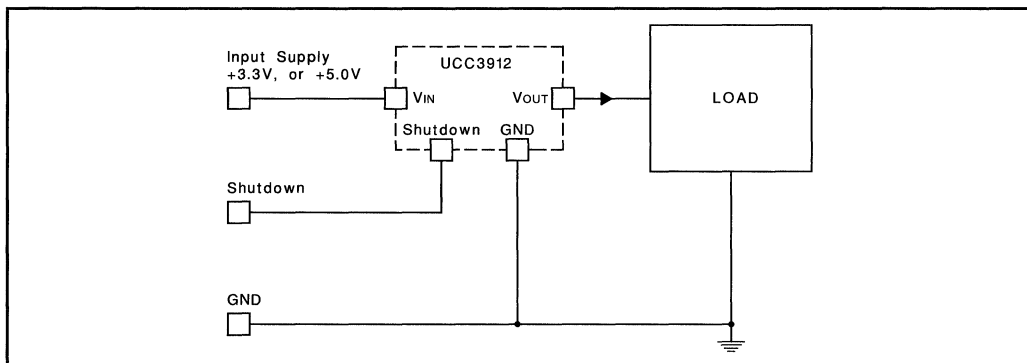 Input Supply
+3.3V, or +5.0V
UCC3912
VIN
VOUT
LOAD
Shutdown
GND
Shutdown
GND